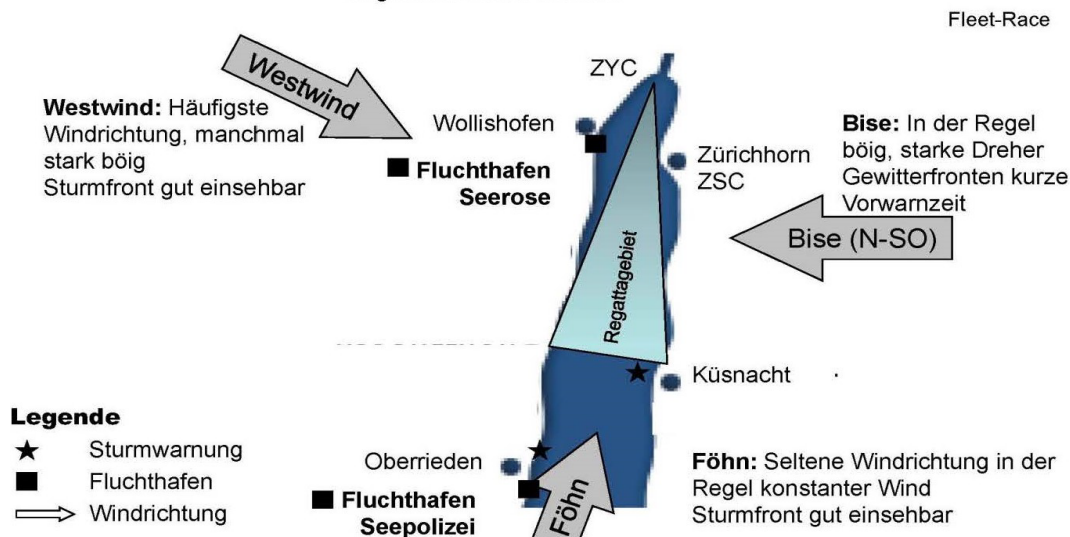 Fleet-Race
Westwind
Westwind: Häufigste
Windrichtung, manchmal
stark böig
Sturmfront gut einsehbar
ZYC
Wollishofen
Fluchthafen
Seerose
Zürichhorn
ZSC
Bise: In der Regel
böig, starke Dreher
Gewitterfronten kurze
Vorwarnzeit
Bise (N-SO)
Regattagebiet
Küsnacht
Legende
Sturmwarnung
Fluchthafen
Windrichtung
Oberrieden
Fluchthafen
Seepolizei
Föhn
Föhn: Seltene Windrichtung in der
Regel konstanter Wind
Sturmfront gut einsehbar